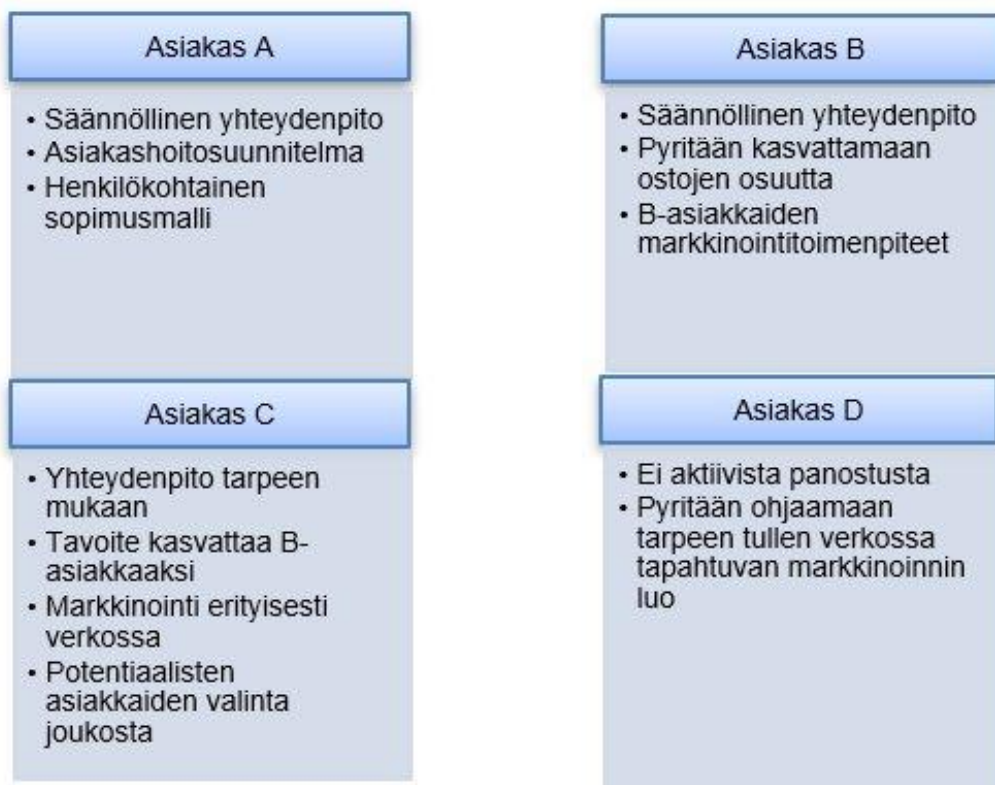 Asiakas A
• Säännöllinen yhteydenpito
• Asiakashoitosuunnitelma
• Henkilökohtainen
sopimusmalli
Asiakas B
• Säännöllinen yhteydenpito
• Pyritään kasvattamaan
ostojen osuutta
• B-asiakkaiden
markkinointitoimenpiteet
Asiakas C
• Yhteydenpito tarpeen
mukaan
• Tavoite kasvattaa B-
asiakkaaksi
• Markkinointi erityisesti
verkossa
• Potentiaalisten
asiakkaiden valinta
joukosta
Asiakas D
• Ei aktiivista panostusta
• Pyritään ohjaamaan
tarpeen tullen verkossa
tapahtuvan markkinoinnin
luo